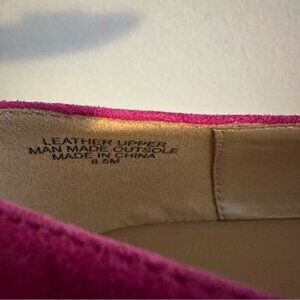 LEATHER UPPER
MAN MADE OUTSOLE
MADE IN CHINA
8.5M